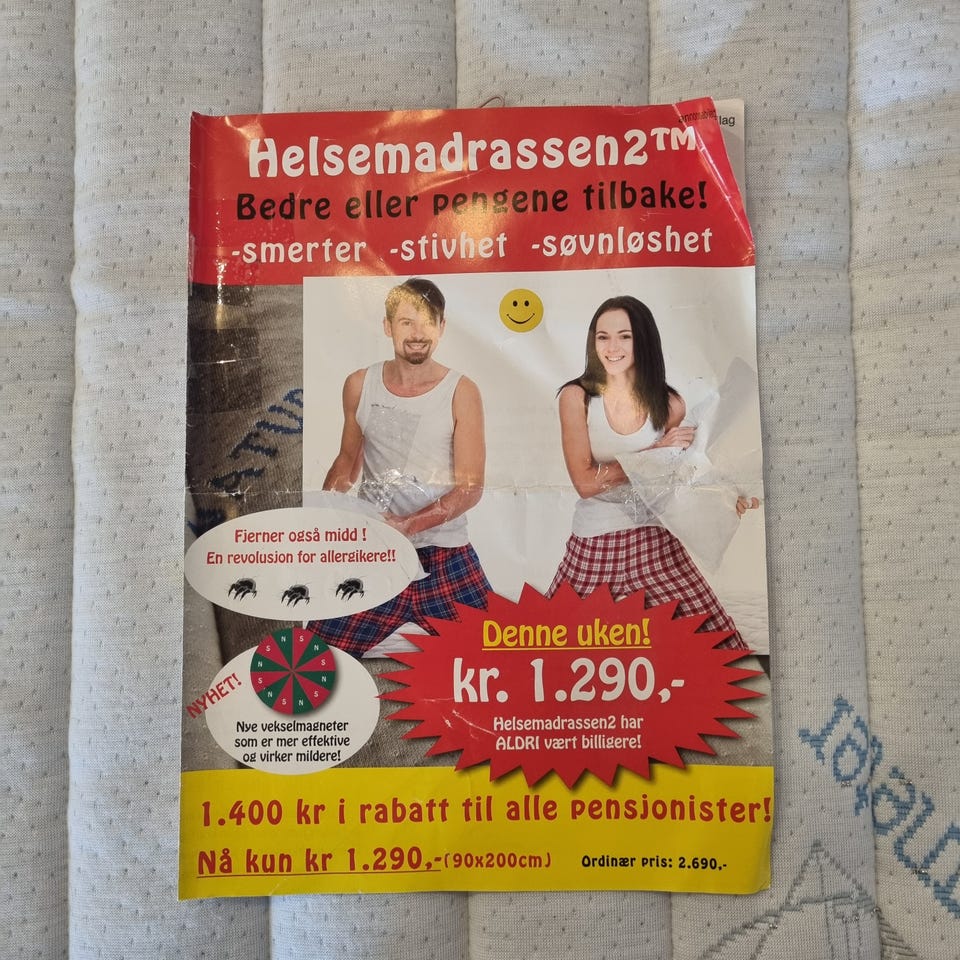 annonsebilag
Helsemadrassen2™
Bedre eller pengene tilbake!
-smerter -stivhet -søvnløshet
Fjerner også midd !
En revolusjon for allergikere!!
NYHET!
N S N S N S N S N S N S
Nye vekselmagneter
som er mer effektive
og virker mildere!
Denne uken!
kr. 1.290,-
Helsemadrassen2 har
ALDRI vært billigere!
1.400 kr i rabatt til alle pensjonister!
Nå kun kr 1.290,-(90x200cm) Ordinær pris: 2.690,-